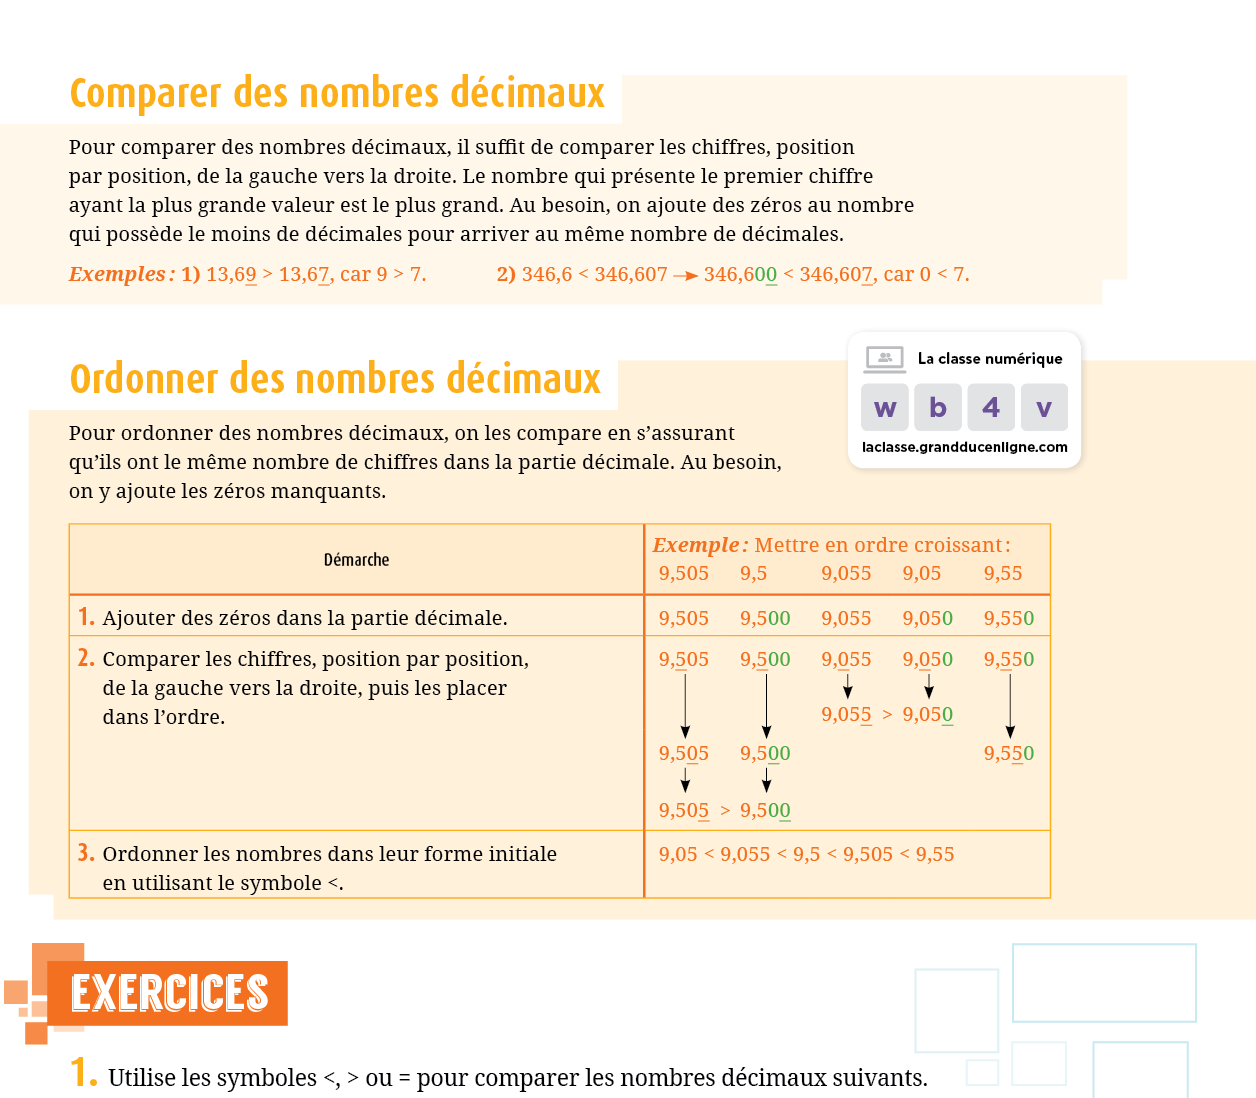 Comparer des nombres décimaux
Pour comparer des nombres décimaux, il suffit de comparer les chiffres, position
par position, de la gauche vers la droite. Le nombre qui présente le premier chiffre
ayant la plus grande valeur est le plus grand. Au besoin, on ajoute des zéros au nombre
qui possède le moins de décimales pour arriver au même nombre de décimales.
Exemples : 1) 13,69 > 13,67, car 9 > 7. 2) 346,6 < 346,607 → 346,600 < 346,607, car 0 < 7.
La classe numérique
w b 4 v
laclasse.grandducenligne.com
Ordonner des nombres décimaux
Pour ordonner des nombres décimaux, on les compare en s’assurant
qu’ils ont le même nombre de chiffres dans la partie décimale. Au besoin,
on y ajoute les zéros manquants.
Démarche
Exemple : Mettre en ordre croissant :
9,505 9,5 9,055 9,05 9,55
1. Ajouter des zéros dans la partie décimale.
9,505 9,500 9,055 9,050 9,550
2. Comparer les chiffres, position par position,
de la gauche vers la droite, puis les placer
dans l’ordre.
9,505 9,500 9,055 9,050 9,550
9,055 > 9,050
9,505 9,500 9,550
9,505 > 9,500
3. Ordonner les nombres dans leur forme initiale
en utilisant le symbole <.
9,05 < 9,055 < 9,5 < 9,505 < 9,55
EXERCICES
1. Utilise les symboles <, > ou = pour comparer les nombres décimaux suivants.